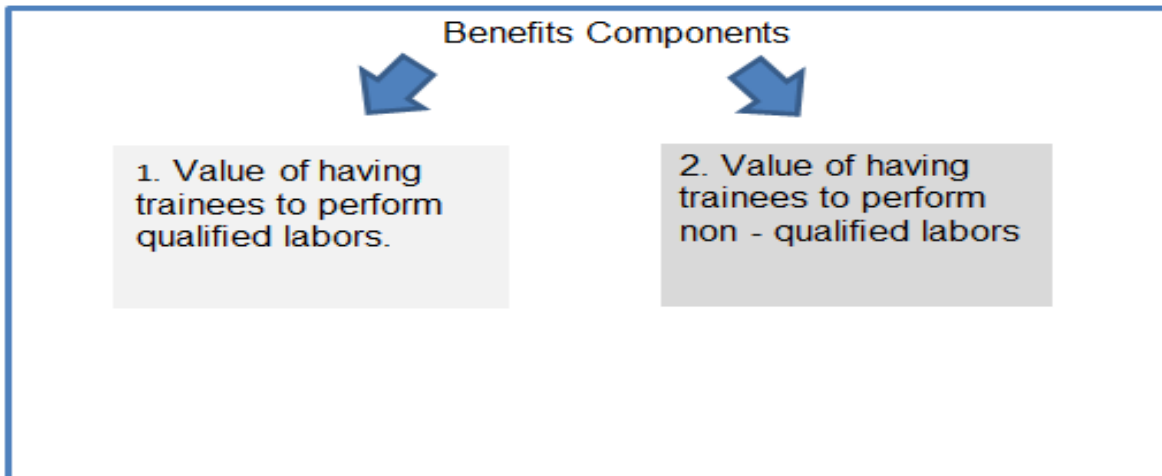 Benefits Components
1. Value of having
trainees to perform
qualified labors.
2. Value of having
trainees to perform
non - qualified labors